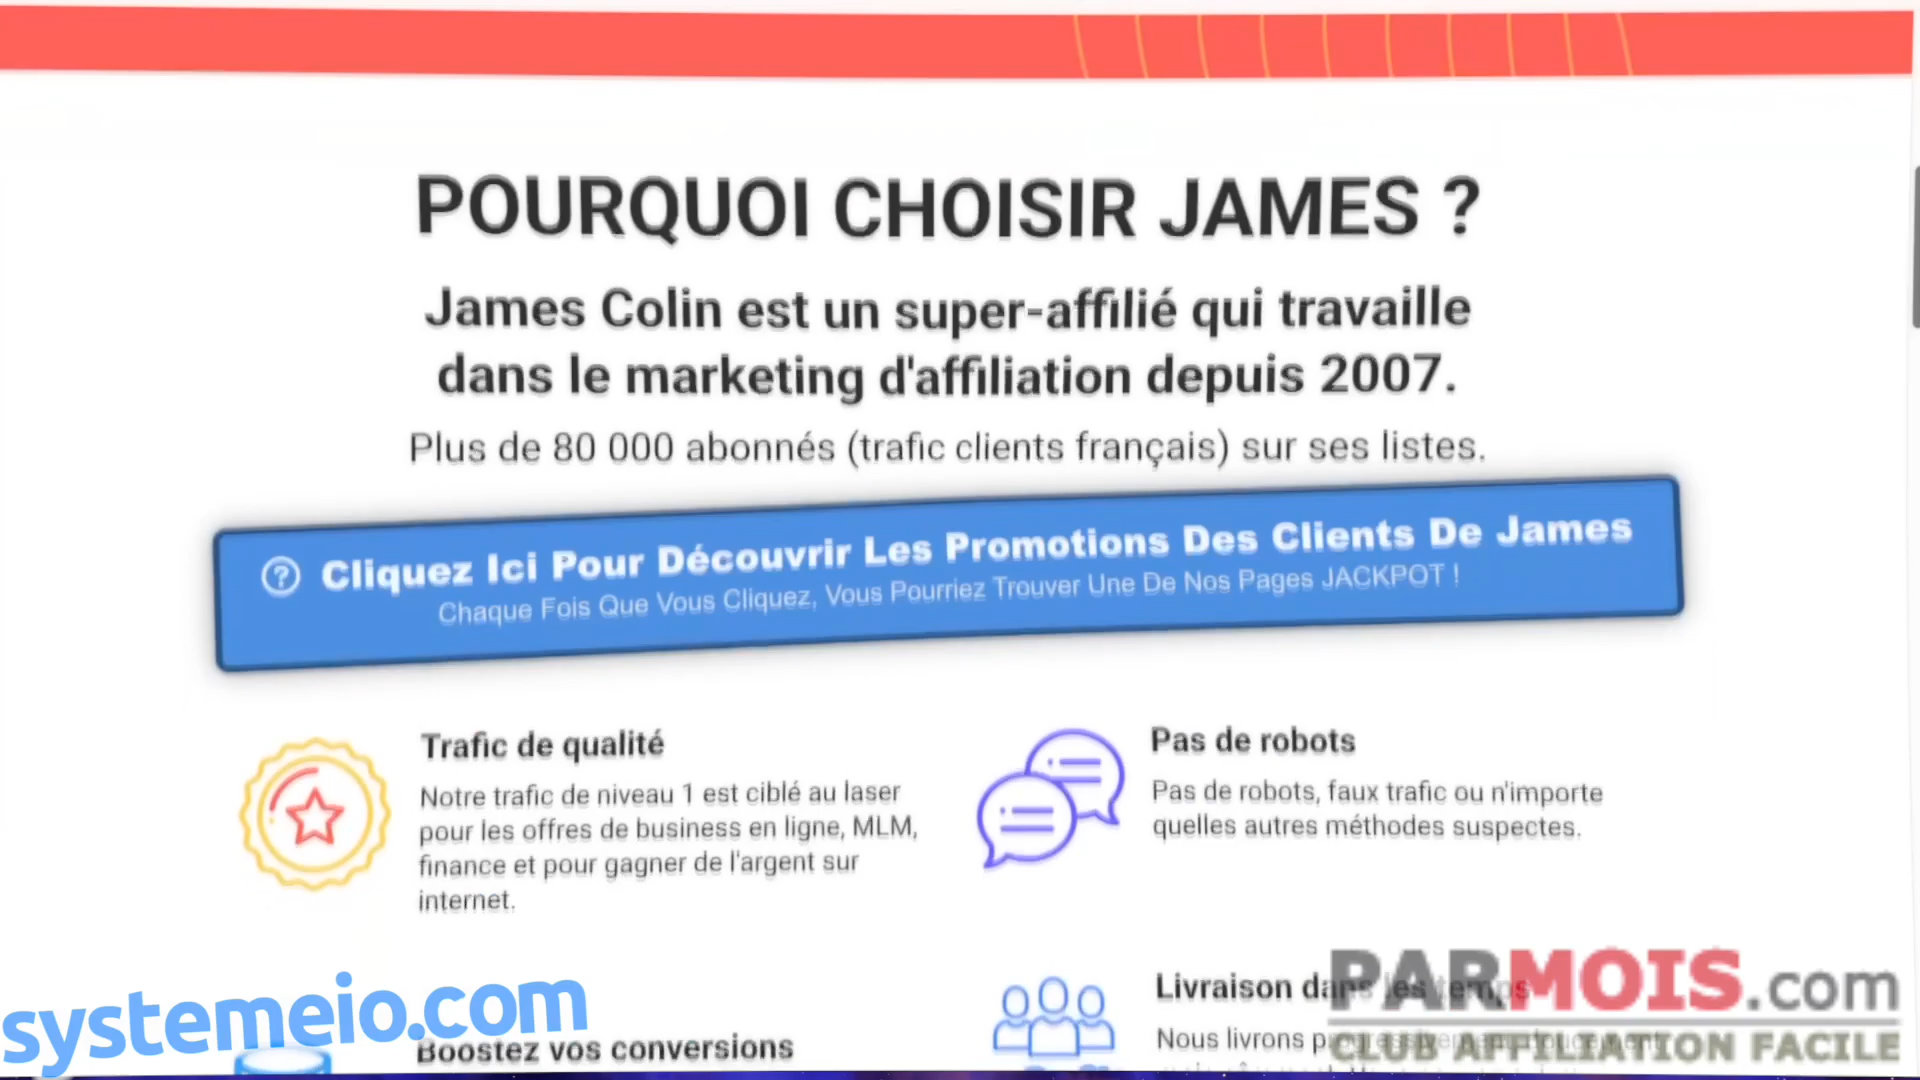 POURQUOI CHOISIR JAMES ?
James Colin est un super-affilié qui travaille
dans le marketing d'affiliation depuis 2007.
Plus de 80 000 abonnés (trafic clients français) sur ses listes.
Cliquez Ici Pour Découvrir Les Promotions Des Clients De James
Chaque Fois Que Vous Cliquez, Vous Pourriez Trouver Une De Nos Pages JACKPOT !
Trafic de qualité
Notre trafic de niveau 1 est ciblé au laser
pour les offres de business en ligne, MLM,
finance et pour gagner de l'argent sur
internet.
Pas de robots
Pas de robots, faux trafic ou n'importe
quelles autres méthodes suspectes.
Boostez vos conversions
Livraison dans les temps
Nous livrons progressivement, doucement
systemeio.com
PARMOIS.com
CLUB AFFILIATION FACILE